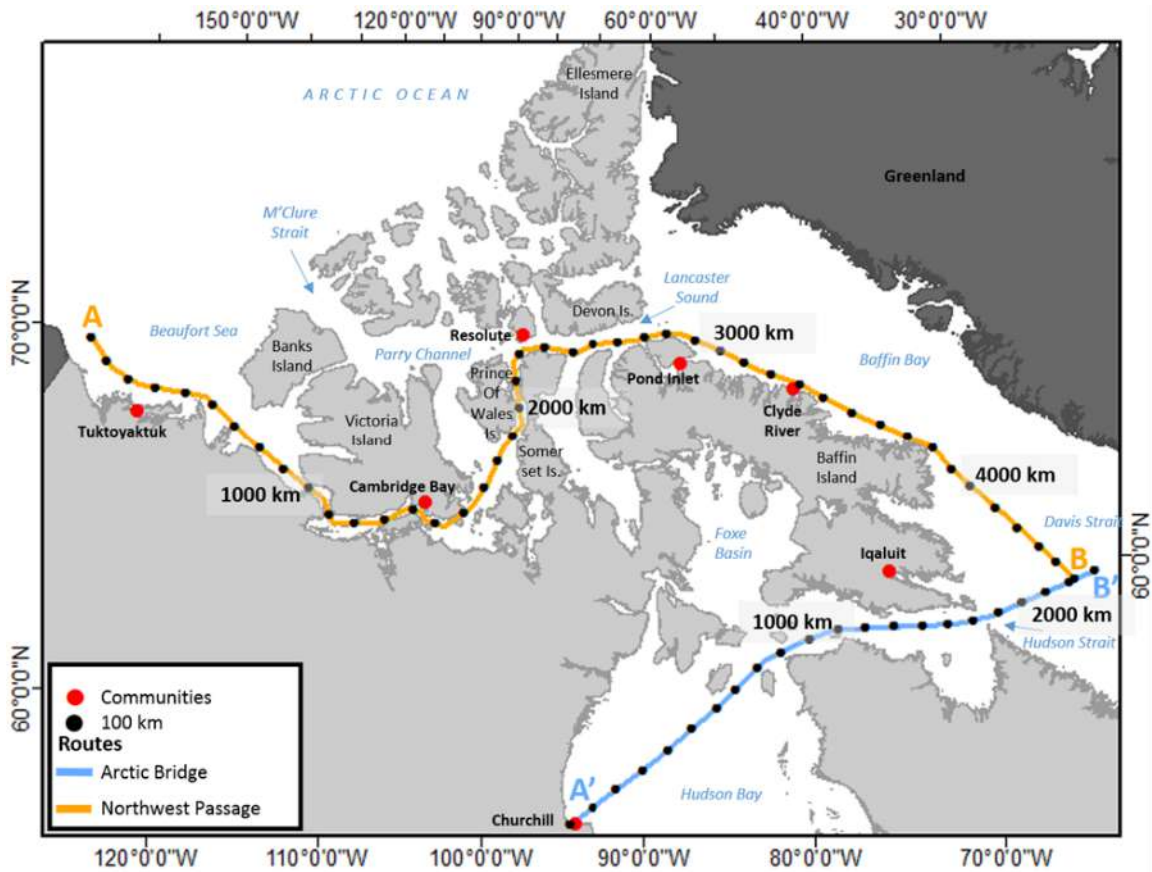 150°0'0"W 120°0'0"W 90°0'0"W 60°0'0"W 40°0'0"W 30°0'0"W
Ellesmere
Island
ARCTIC OCEAN
Greenland
M'Clure
Strait
70°0'0"N
A
Beaufort Sea
Lancaster
Sound
Devon Is.
Resolute
3000 km
Banks
Island
Party Channel
Baffin Bay
Pond Inlet
Prince
Of
Wales
Is.
2000 km
Clyde
River
Tuktoyaktuk
Victoria
Island
Somer
set Is.
Baffin
Island
1000 km
Cambridge Bay
4000 km
Foxe
Basin
Davis Strait
Iqaluit
B
B'
60°0'0"N
1000 km
2000 km
Hudson Strait
60°0'0"N
Communities
100 km
Routes
Arctic Bridge
Northwest Passage
A'
Hudson Bay
Churchill
120°0'0"W 110°0'0"W 100°0'0"W 90°0'0"W 80°0'0"W 70°0'0"W